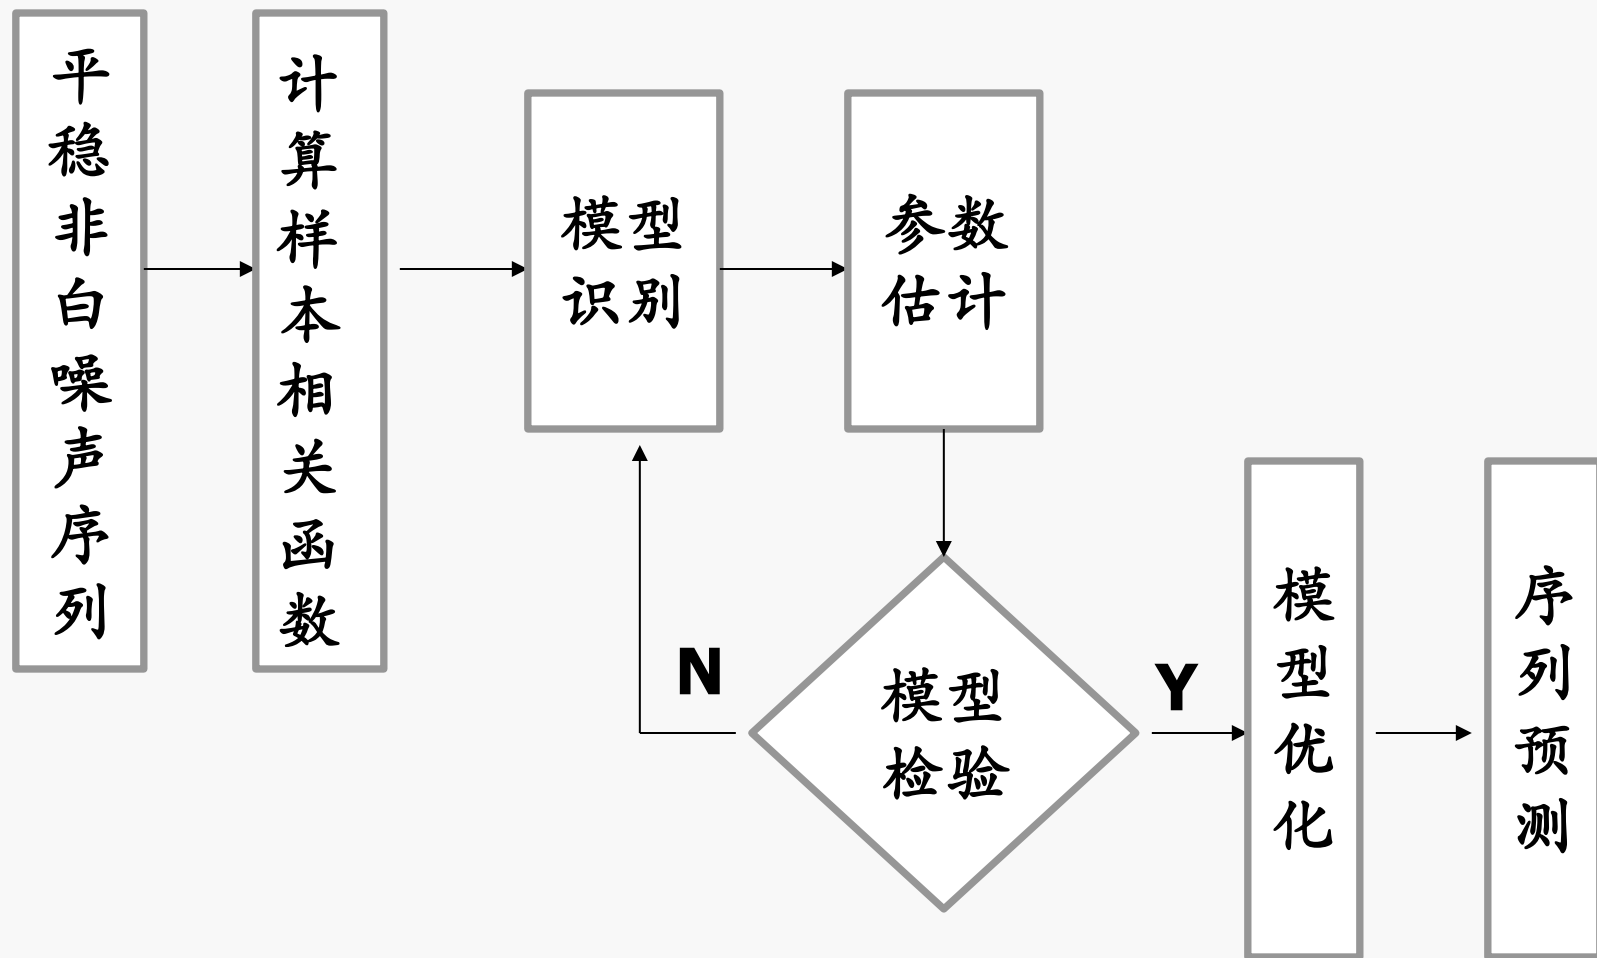 平稳非白噪声序列
计算样本相关函数
模型
识别
参数
估计
模型
检验
N
Y
模型优化
序列预测